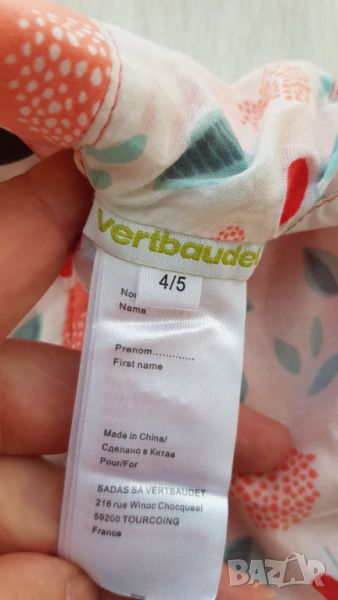 vertbaudet
4/5
Name
Prenom.............
First name
Made in China/
Сделано в Китае
Pour/For
SADAS SA VERTBAUDET
216 rue Winoc Chocqueel
59200 TOURCOING
France
BAZAR